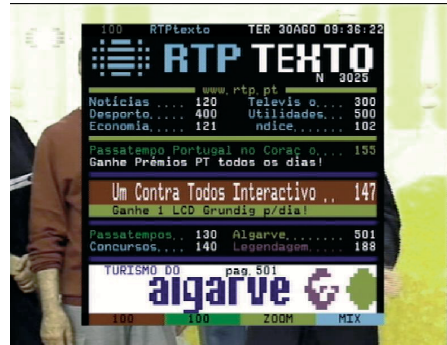 100 RTPtexto TER 30AGO 09:36:22
RTP TEXTO
N 3025
www.rtp.pt
Notícias .... 120 Televis o.... 300
Desporto.... 400 Utilidades... 500
Economia.... 121 ndice....... 102
Passatempo Portugal no Coraç o.... 155
Ganhe Prémios PT todos os dias!
Um Contra Todos Interactivo .. 147
Ganhe 1 LCD Grundig p/dia!
Passatempos.. 130 Algarve....... 501
Concursos.... 140 Legendagem.... 188
TURISMO DO pag.501
algarve
100 100 ZOOM MIX